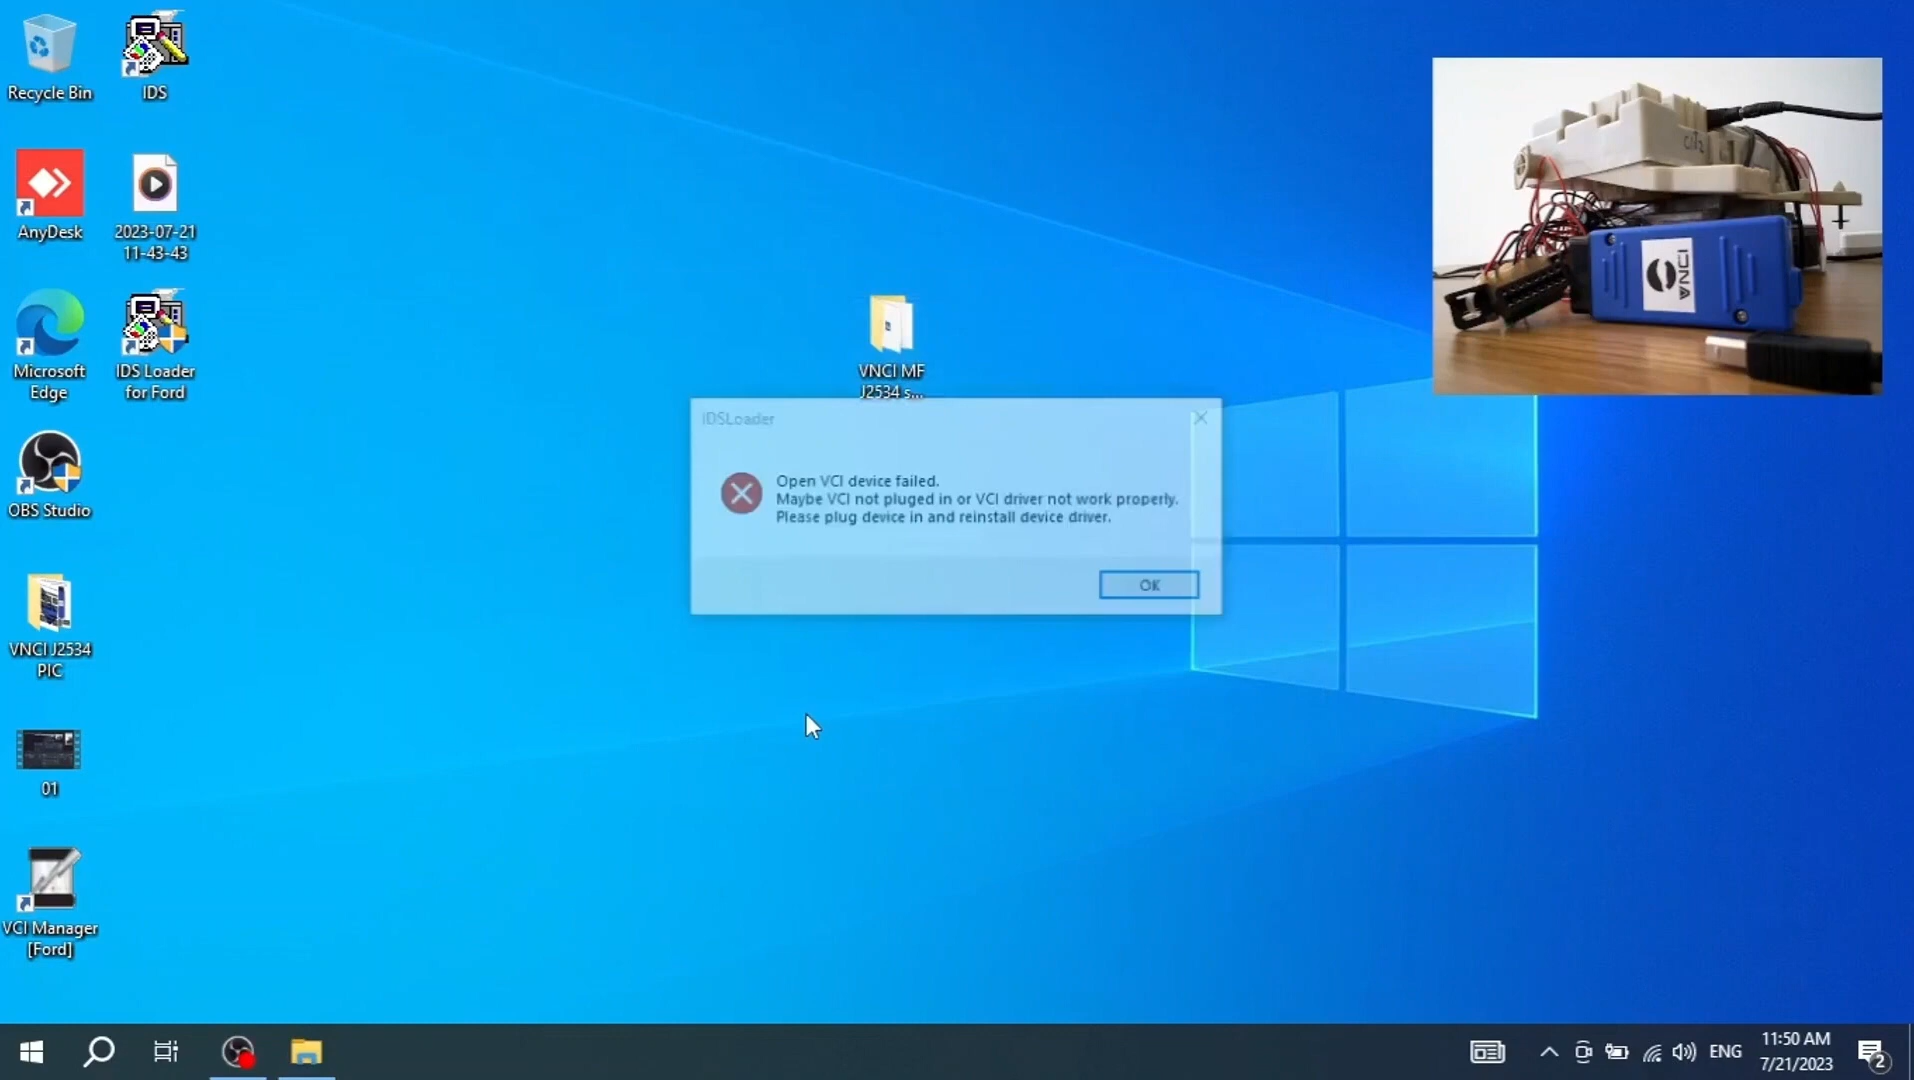 Recycle Bin
IDS
AnyDesk
2023-07-21
11-43-43
Microsoft
Edge
IDS Loader
for Ford
OBS Studio
VNCI J2534
PIC
01
VCI Manager
[Ford]
VNCI MF
J2534 s...
IDSLoader
Open VCI device failed.
Maybe VCI not pluged in or VCI driver not work properly.
Please plug device in and reinstall device driver.
OK
VNCI
ENG
11:50 AM
7/21/2023
2